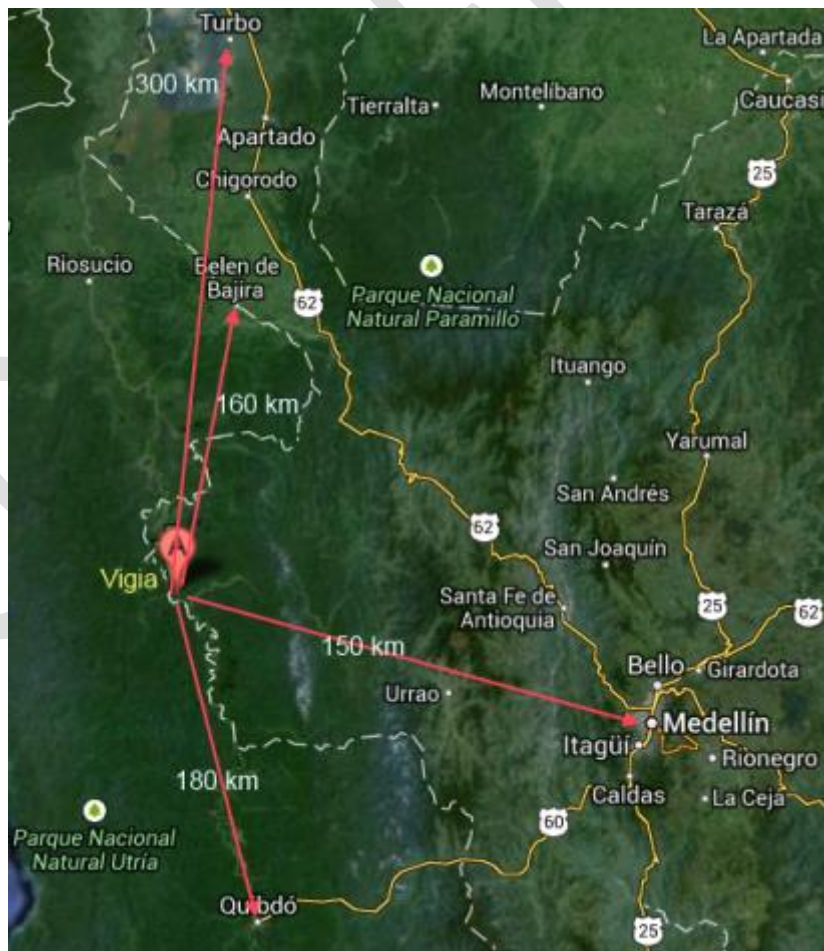 Turbo
La Apartada
300 km
Tierralta
Montelíbano
Caucasi
Apartado
Chigorodo
25
Tarazá
Riosucio
Belen de
Bajira
62
Parque Nacional
Natural Paramillo
Ituango
160 km
Yarumal
San Andrés
62
A
San Joaquín
Vigia
Santa Fe de
Antioquia
25
62
150 km
Bello
Girardota
Urrao
Medellín
Itagüí
Rionegro
180 km
Caldas
La Ceja
Parque Nacional
Natural Utría
60
Quibdó
25